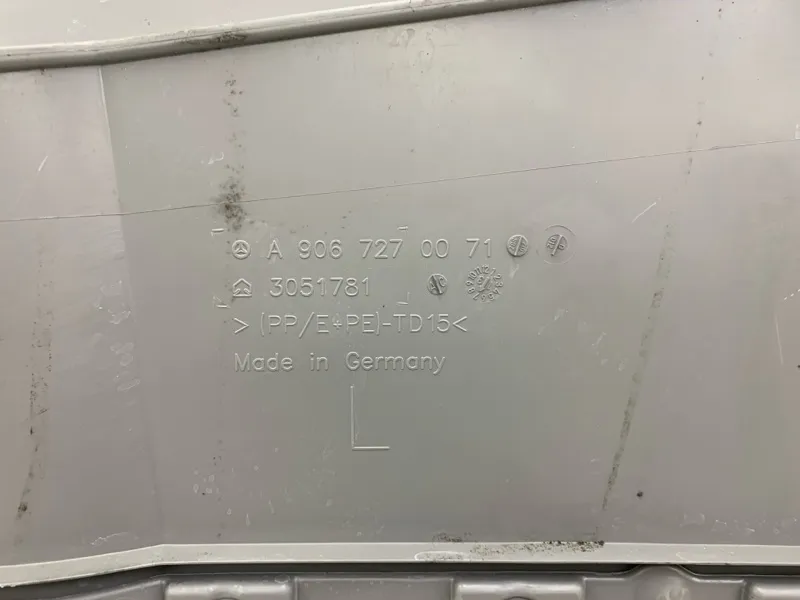 A 906 727 00 71
3051781
>(PP/E+PE)-TD15<
Made in Germany
L